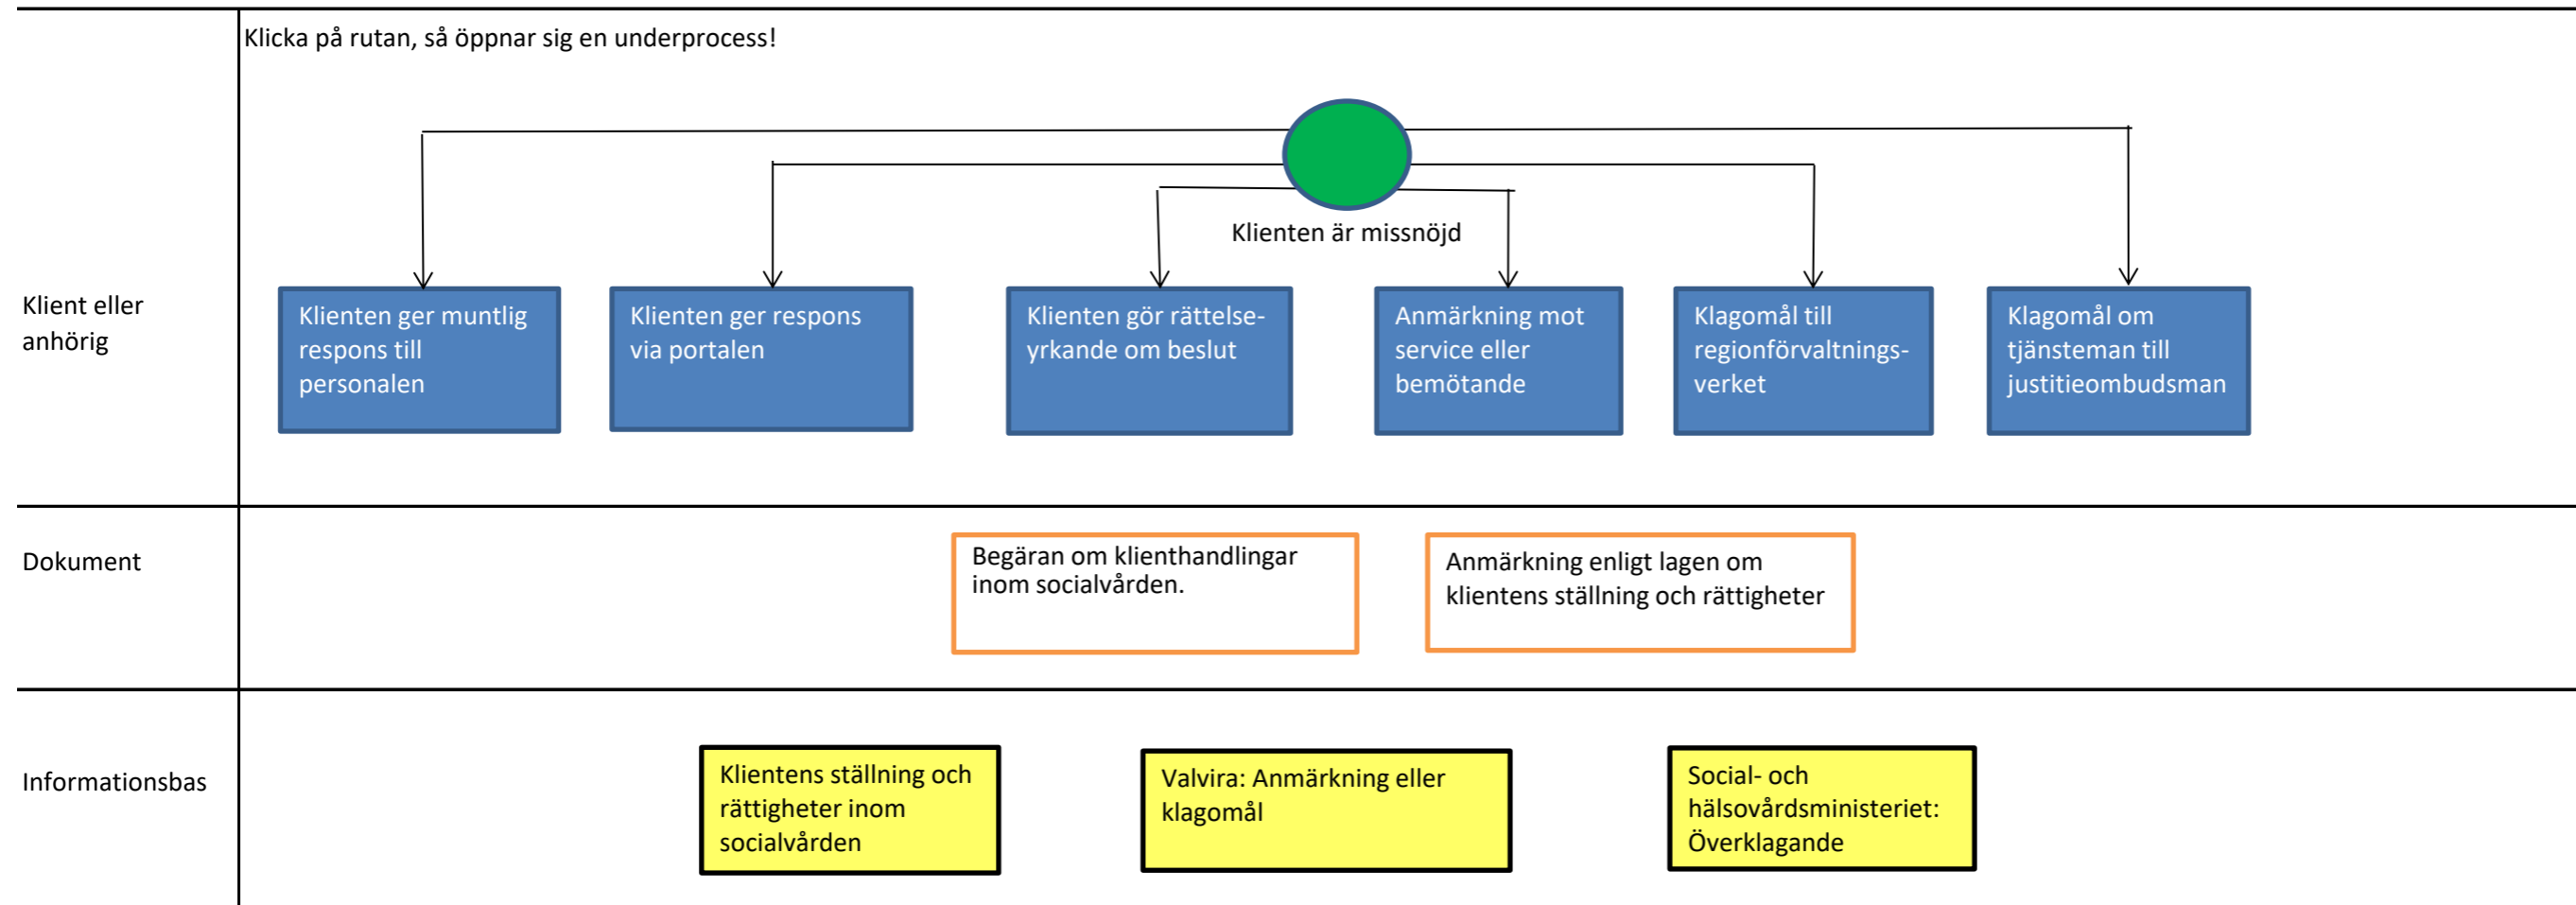 Klicka på rutan, så öppnar sig en underprocess!
Klienten är missnöjd
Klient eller
anhörig
Klienten ger muntlig
respons till
personalen
Klienten ger respons
via portalen
Klienten gör rättelse-
yrkande om beslut
Anmärkning mot
service eller
bemötande
Klagomål till
regionförvaltnings-
verket
Klagomål om
tjänsteman till
justitieombudsman
Dokument
Begäran om klienthandlingar
inom socialvården.
Anmärkning enligt lagen om
klientens ställning och rättigheter
Informationsbas
Klientens ställning och
rättigheter inom
socialvården
Valvira: Anmärkning eller
klagomål
Social- och
hälsovårdsministeriet:
Överklagande